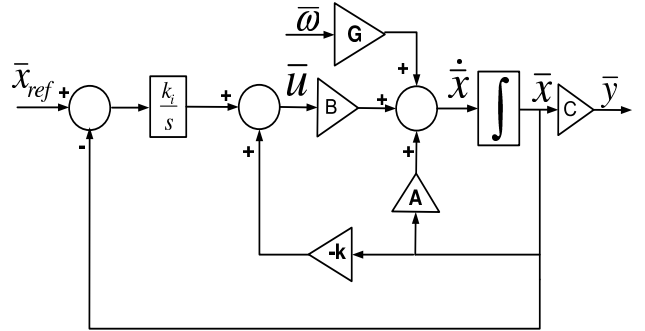 ω̅ G
x̅ref + kᵢ/s + u̅ B + + ẋ̅ ∫ x̅ C y̅
- + +
A
-k